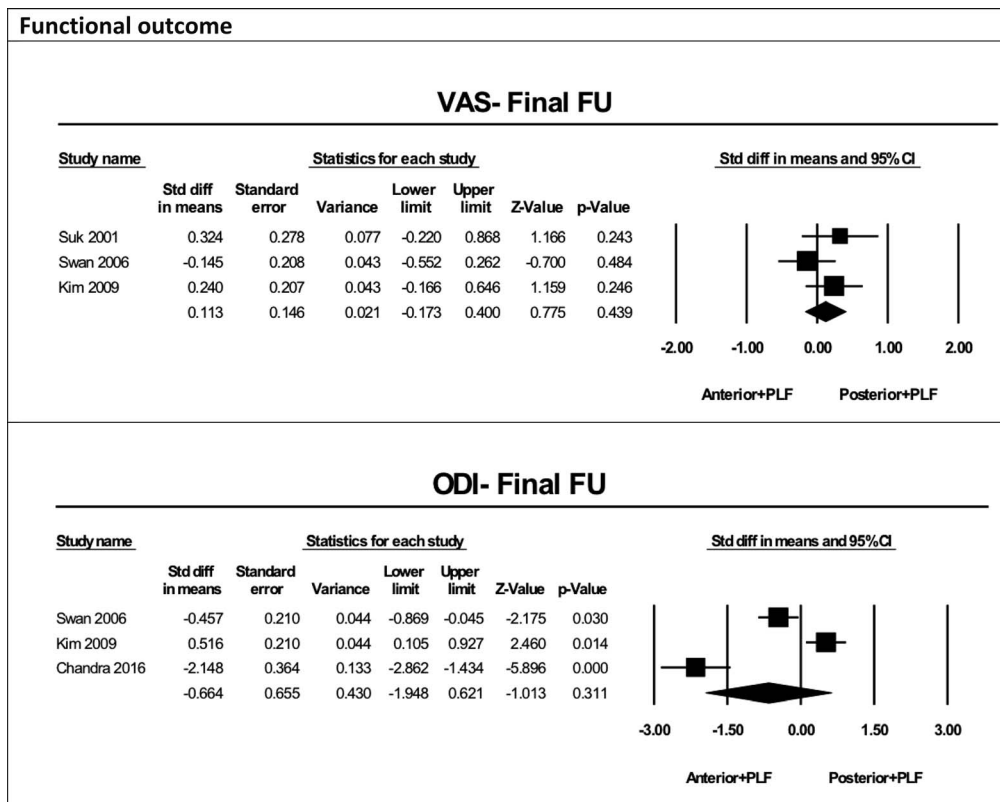 Functional outcome
VAS- Final FU
Study name Statistics for each study Std diff in means and 95% CI
Std diff Standard Lower Upper
in means error Variance limit limit Z-Value p-Value
Suk 2001 0.324 0.278 0.077 -0.220 0.868 1.166 0.243
Swan 2006 -0.145 0.208 0.043 -0.552 0.262 -0.700 0.484
Kim 2009 0.240 0.207 0.043 -0.166 0.646 1.159 0.246
0.113 0.146 0.021 -0.173 0.400 0.775 0.439
-2.00 -1.00 0.00 1.00 2.00
Anterior+PLF Posterior+PLF
ODI- Final FU
Study name Statistics for each study Std diff in means and 95% CI
Std diff Standard Lower Upper
in means error Variance limit limit Z-Value p-Value
Swan 2006 -0.457 0.210 0.044 -0.869 -0.045 -2.175 0.030
Kim 2009 0.516 0.210 0.044 0.105 0.927 2.460 0.014
Chandra 2016 -2.148 0.364 0.133 -2.862 -1.434 -5.896 0.000
-0.664 0.655 0.430 -1.948 0.621 -1.013 0.311
-3.00 -1.50 0.00 1.50 3.00
Anterior+PLF Posterior+PLF